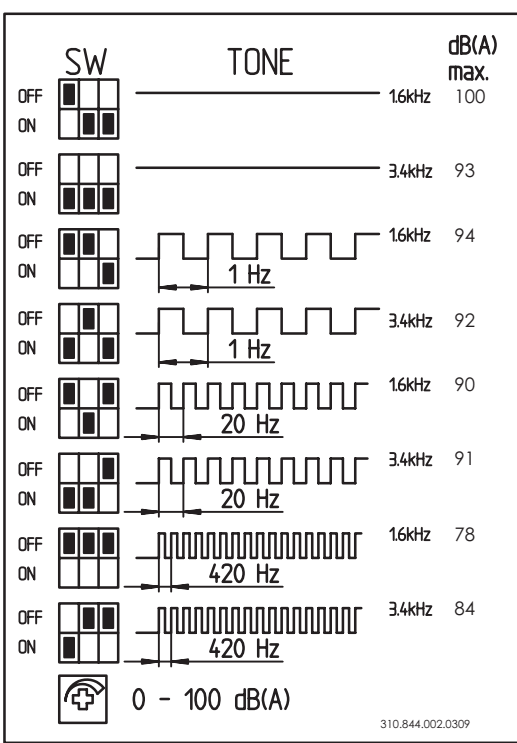 SW TONE dB(A) max.
OFF
ON
1.6kHz 100
OFF
ON
3.4kHz 93
OFF
ON
1 Hz
1.6kHz 94
OFF
ON
1 Hz
3.4kHz 92
OFF
ON
20 Hz
1.6kHz 90
OFF
ON
20 Hz
3.4kHz 91
OFF
ON
420 Hz
1.6kHz 78
OFF
ON
420 Hz
3.4kHz 84
0 - 100 dB(A)
310.844.002.0309